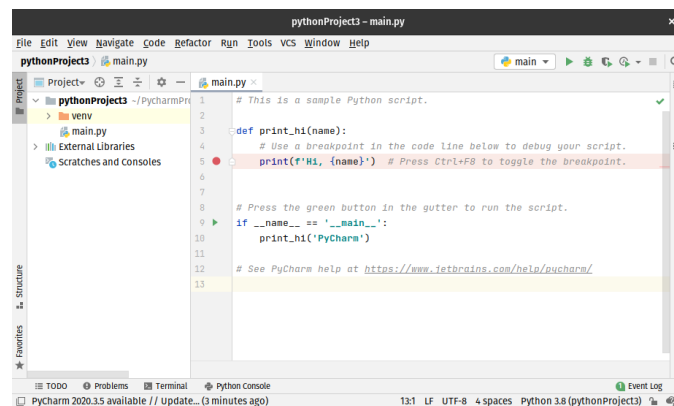 pythonProject3 – main.py
File Edit View Navigate Code Refactor Run Tools VCS Window Help
pythonProject3 main.py main
Project
Project
main.py
pythonProject3 ~/PycharmPr
venv
main.py
External Libraries
Scratches and Consoles
1 # This is a sample Python script.
2
3 def print_hi(name):
4 # Use a breakpoint in the code line below to debug your script.
5 print(f'Hi, {name}') # Press Ctrl+F8 to toggle the breakpoint.
6
7
8 # Press the green button in the gutter to run the script.
9 if __name__ == '__main__':
10 print_hi('PyCharm')
11
12 # See PyCharm help at https://www.jetbrains.com/help/pycharm/
13
Structure
Favorites
TODO Problems Terminal Python Console 1 Event Log
PyCharm 2020.3.5 available // Update... (3 minutes ago) 13:1 LF UTF-8 4 spaces Python 3.8 (pythonProject3)